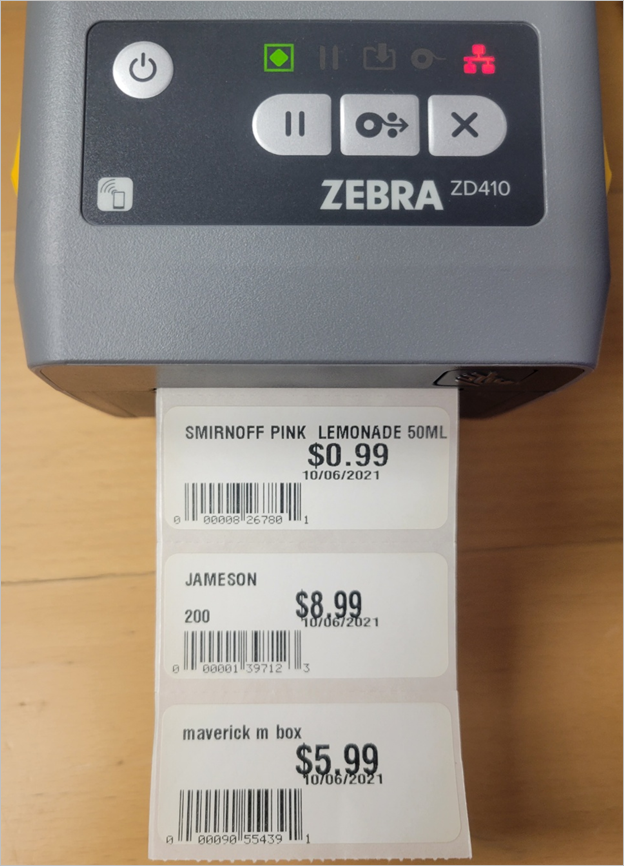 ZEBRA ZD410
SMIRNOFF PINK LEMONADE 50ML
$0.99
10/06/2021
0 00008 26780 1
JAMESON
200 $8.99
10/06/2021
0 00001 39712 3
maverick m box
$5.99
10/06/2021
0 00090 55439 1